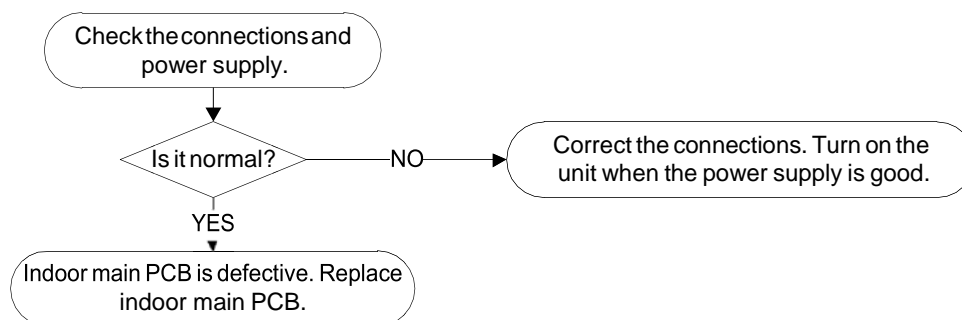 Check the connections and
power supply.
Is it normal?
NO
Correct the connections. Turn on the
unit when the power supply is good.
YES
Indoor main PCB is defective. Replace
indoor main PCB.